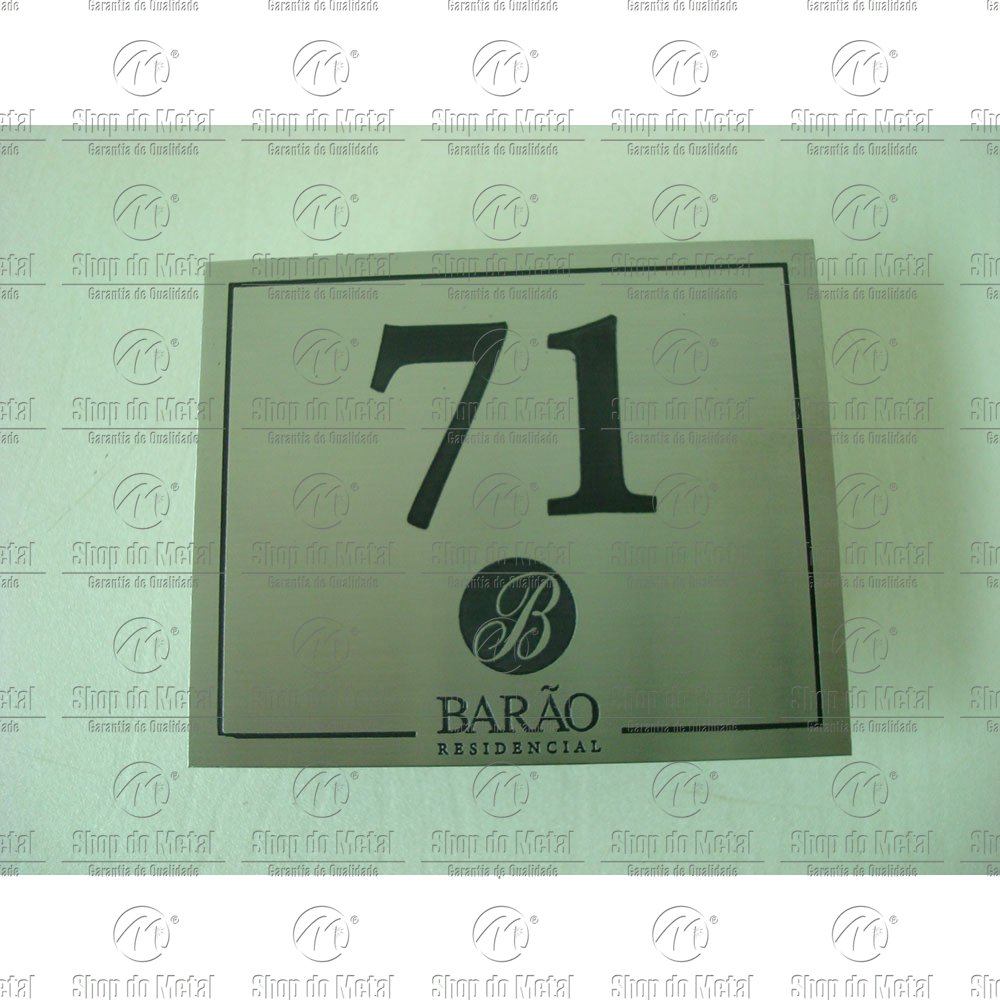 71
B
BARÃO
RESIDENCIAL
Shop do Metal
Garantia de Qualidade